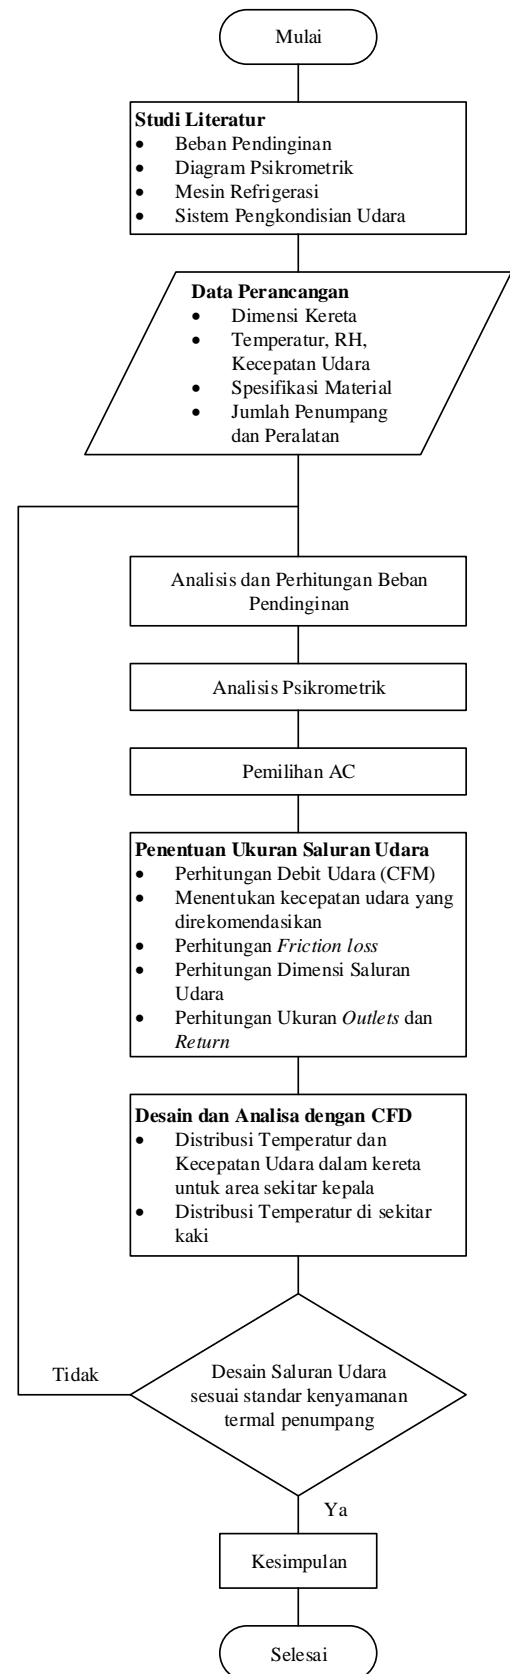 Mulai
Studi Literatur
• Beban Pendinginan
• Diagram Psikrometrik
• Mesin Refrigerasi
• Sistem Pengkondisian Udara
Data Perancangan
• Dimensi Kereta
• Temperatur, RH,
Kecepatan Udara
• Spesifikasi Material
• Jumlah Penumpang
dan Peralatan
Analisis dan Perhitungan Beban
Pendinginan
Analisis Psikrometrik
Pemilihan AC
Penentuan Ukuran Saluran Udara
• Perhitungan Debit Udara (CFM)
• Menentukan kecepatan udara yang
direkomendasikan
• Perhitungan Friction loss
• Perhitungan Dimensi Saluran
Udara
• Perhitungan Ukuran Outlets dan
Return
Desain dan Analisa dengan CFD
• Distribusi Temperatur dan
Kecepatan Udara dalam kereta
untuk area sekitar kepala
• Distribusi Temperatur di sekitar
kaki
Tidak
Desain Saluran Udara
sesuai standar kenyamanan
termal penumpang
Ya
Kesimpulan
Selesai